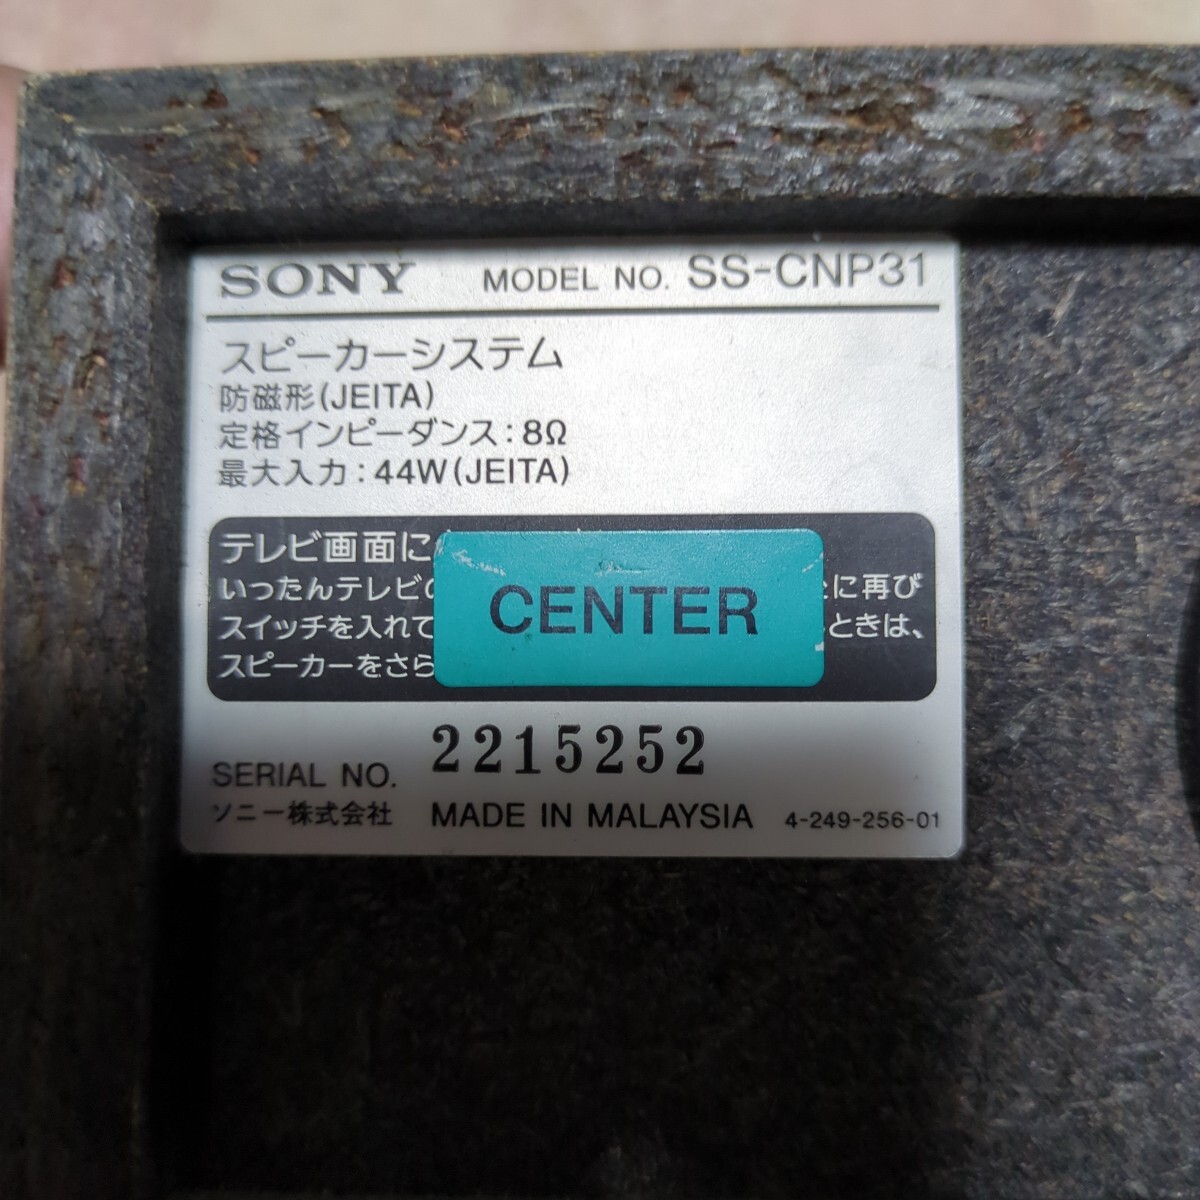 SONY MODEL NO. SS-CNP31
スピーカーシステム
防磁形(JEITA)
定格インピーダンス:8Ω
最大入力:44W(JEITA)
テレビ画面に
いったんテレビの に再び
スイッチを入れて ときは、
スピーカーをさら
CENTER
SERIAL NO. 2215252
ソニー株式会社 MADE IN MALAYSIA 4-249-256-01